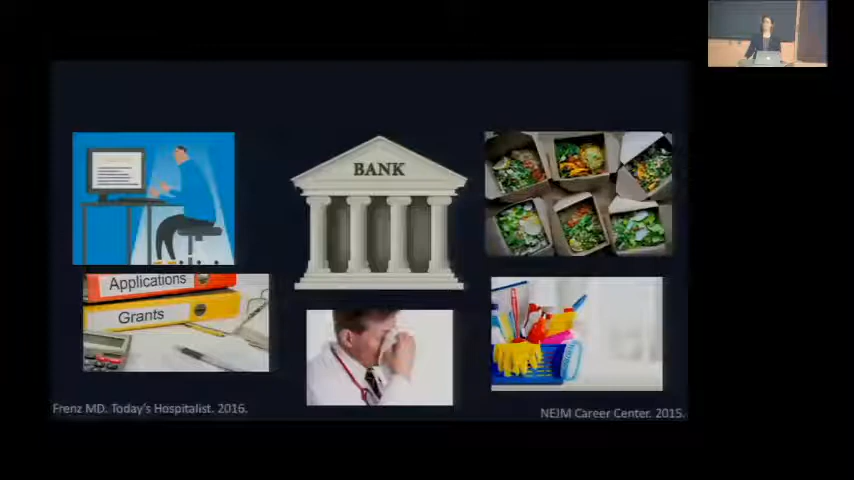 BANK
Applications
Grants
Frenz MD. Today's Hospitalist. 2016.
NEJM Career Center. 2015.